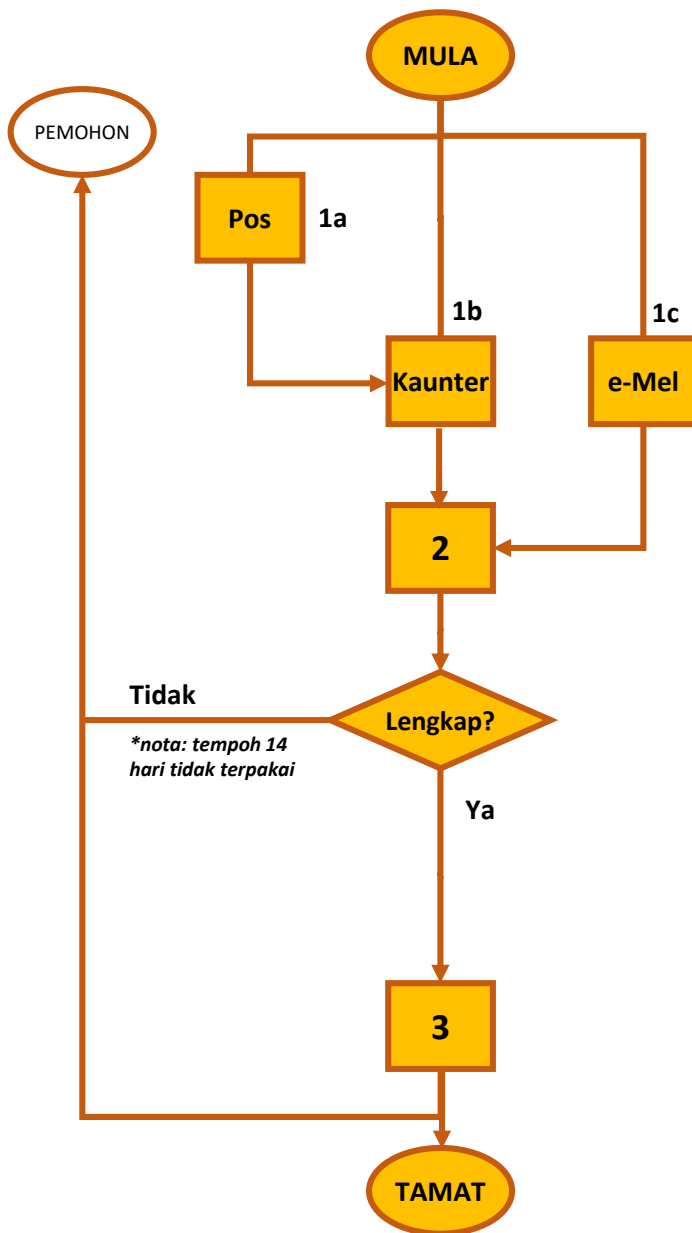 MULA
PEMOHON
Pos
1a
1b
1c
Kaunter
e-Mel
2
Tidak
Lengkap?
*nota: tempoh 14
hari tidak terpakai
Ya
3
TAMAT